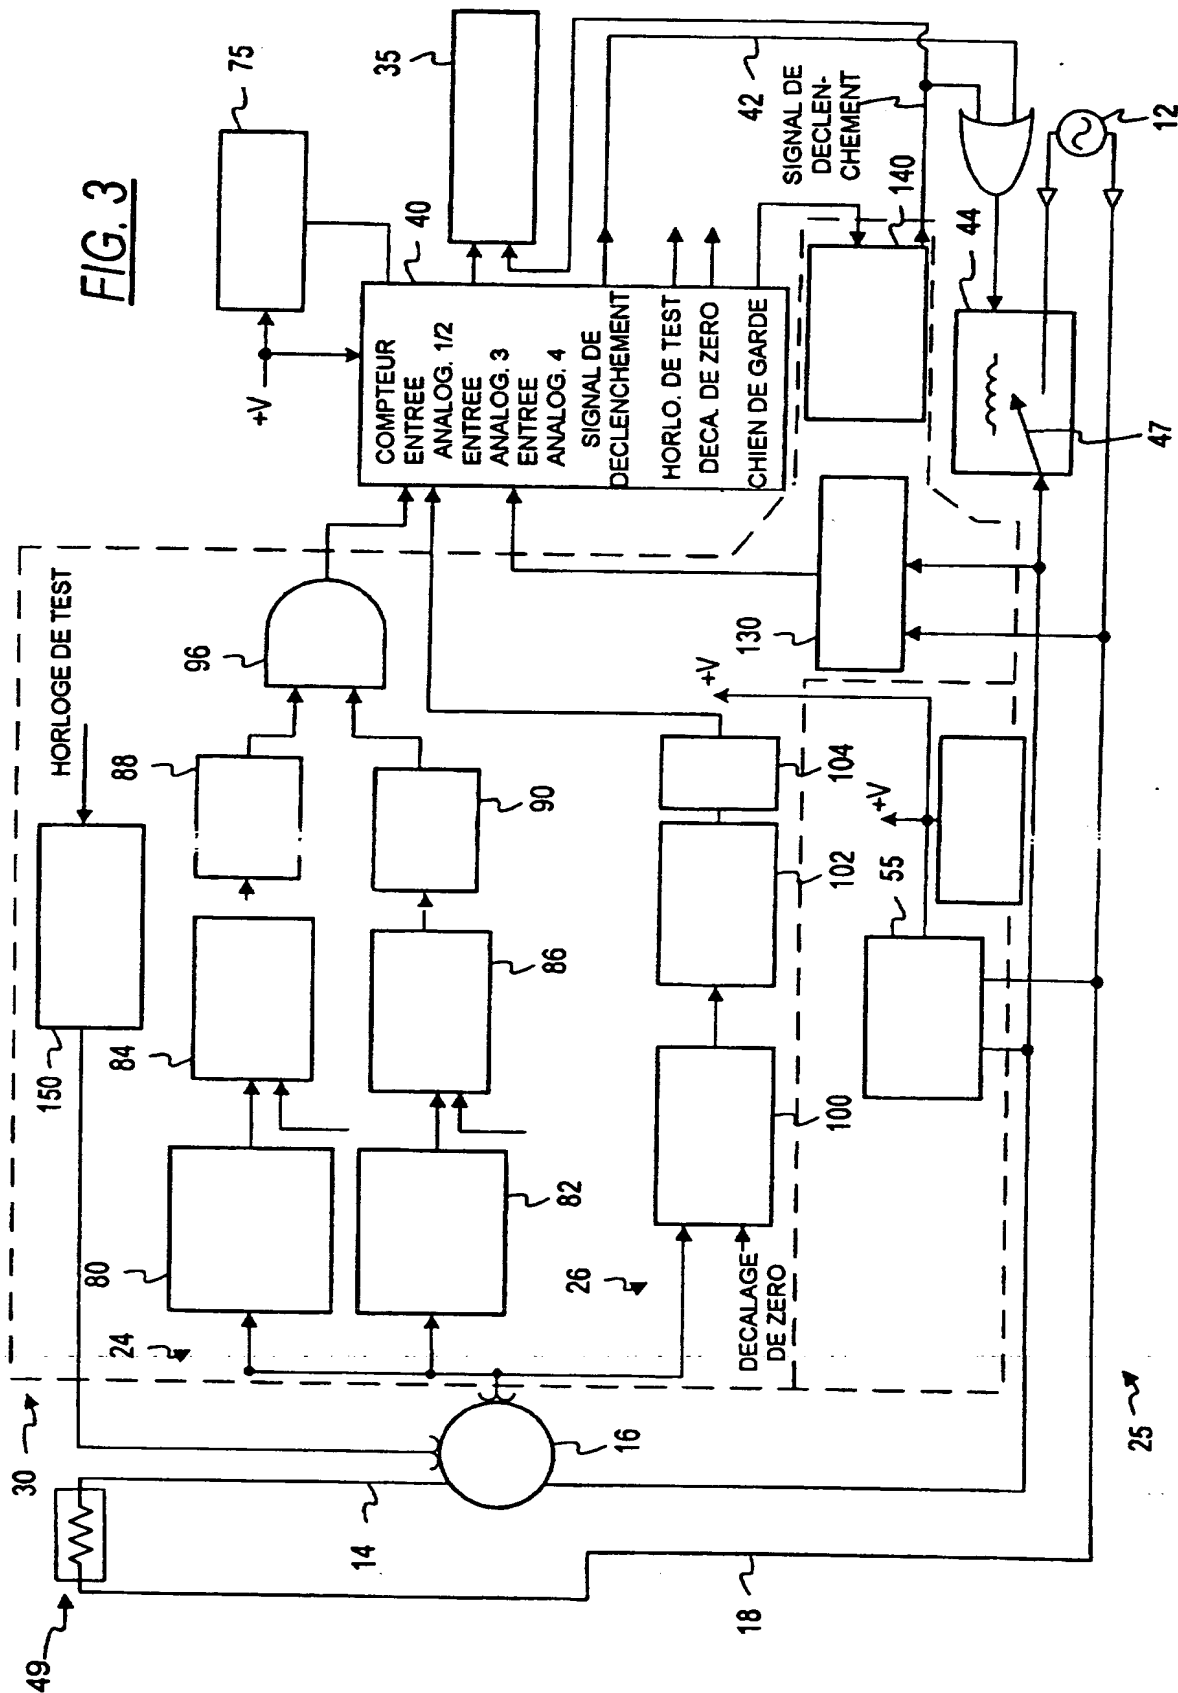 FIG. 3
75
35
+V
40
COMPTEUR
ENTREE
ANALOG. 1/2
ENTREE
ANALOG. 3
ENTREE
ANALOG. 4
SIGNAL DE
DECLENCHEMENT
HORLO. DE TEST
DECA. DE ZERO
CHIEN DE GARDE
42
SIGNAL DE
DECLEN-
CHEMENT
140
12
44
47
HORLOGE DE TEST
150
96
88
90
84
86
80
82
24
26
130
+V
104
102
100
DECALAGE
DE ZERO
+V
55
30
16
14
49
18
25